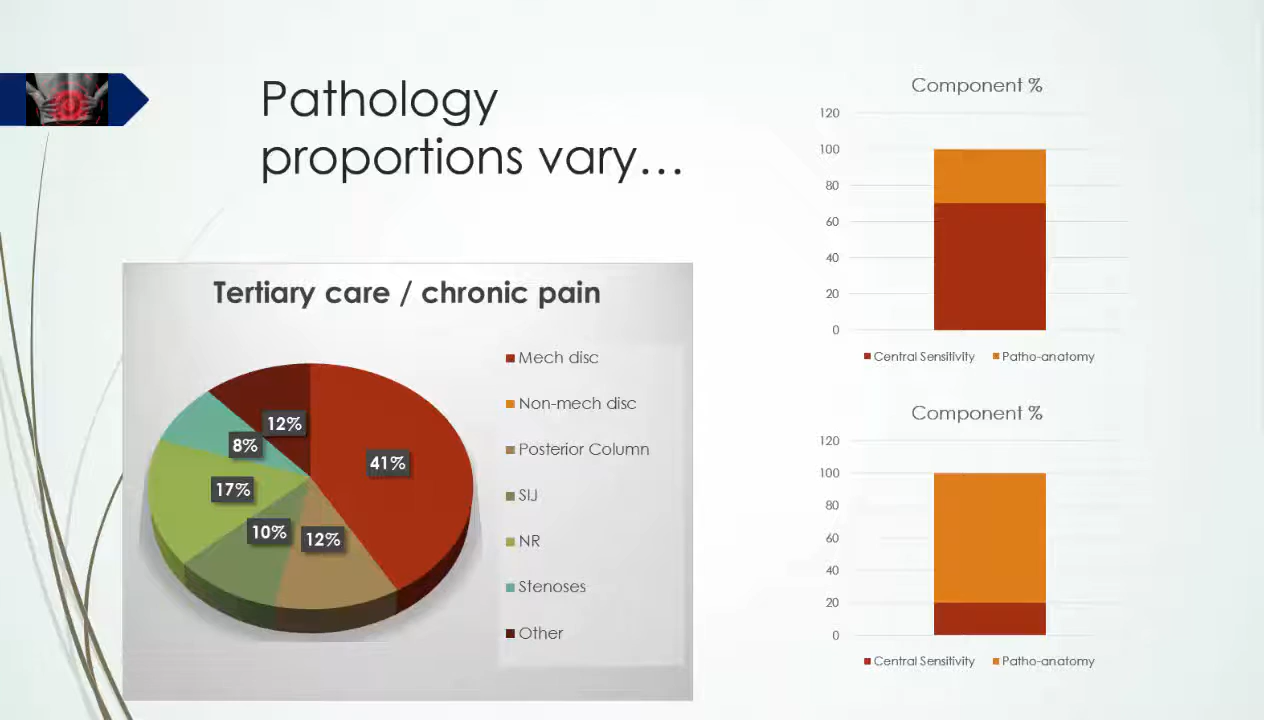 Pathology
proportions vary…
Tertiary care / chronic pain
Mech disc
Non-mech disc
Posterior Column
SIJ
NR
Stenoses
Other
12%
8%
41%
17%
10%
12%
Component %
120
100
80
60
40
20
0
Central Sensitivity
Patho-anatomy
Component %
120
100
80
60
40
20
0
Central Sensitivity
Patho-anatomy